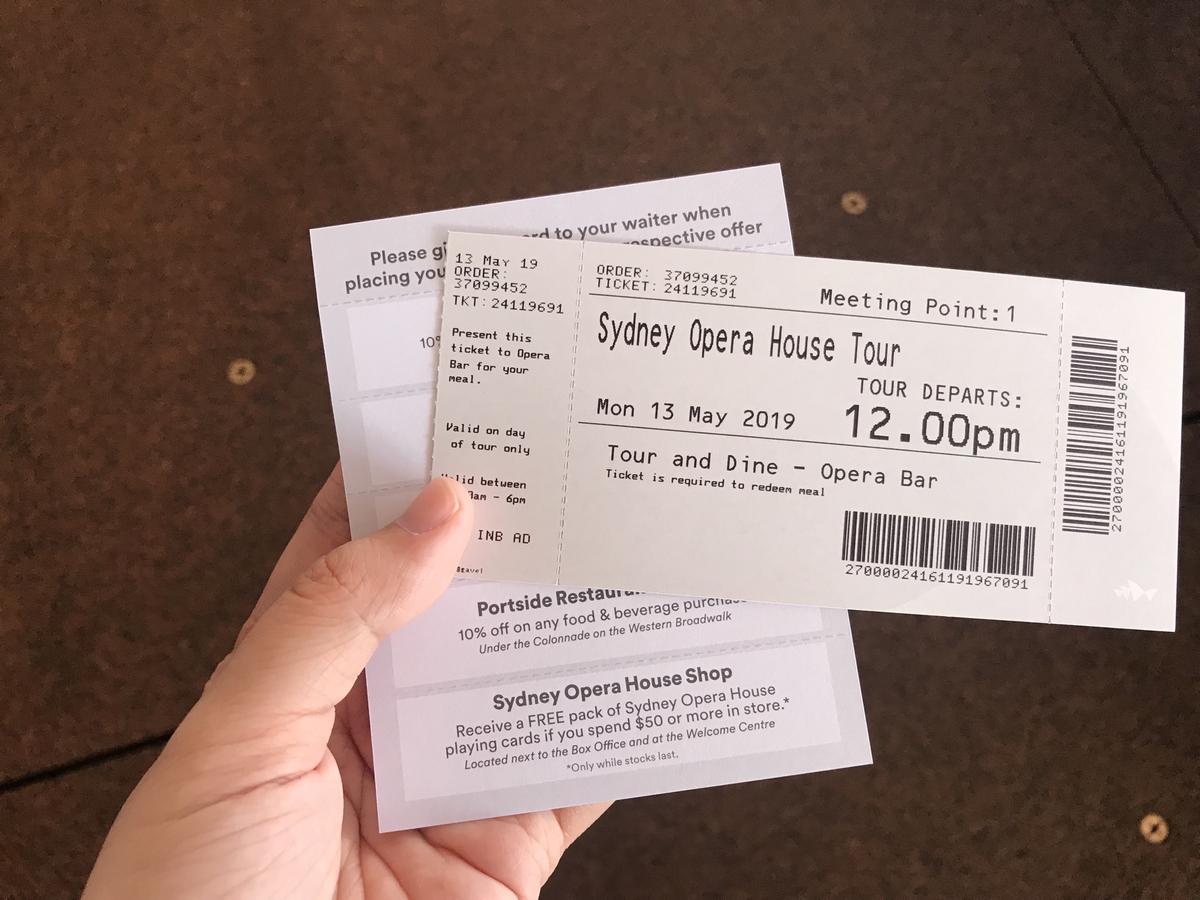 Please
to your waiter when
placing
respective offer
13 May 19
ORDER:
37099452
TKT:24119691
Present this
ticket to Opera
Bar for your
meal.
Valid on day
of tour only
Valid between
- 6pm
INB AD
ORDER: 37099452
TICKET: 24119691
Meeting Point:1
Sydney Opera House Tour
TOUR DEPARTS:
Mon 13 May 2019
12.00pm
Tour and Dine - Opera Bar
Ticket is required to redeem meal
27000024161191967091
27000024161191967091
Portside
10% off on any food & beverage
Under the Colonnade on the Western Broadwalk
Sydney Opera House Shop
Receive a FREE pack of Sydney Opera House
playing cards if you spend $50 or more in store.*
Located next to the Box Office and at the Welcome Centre
*Only while stocks last.